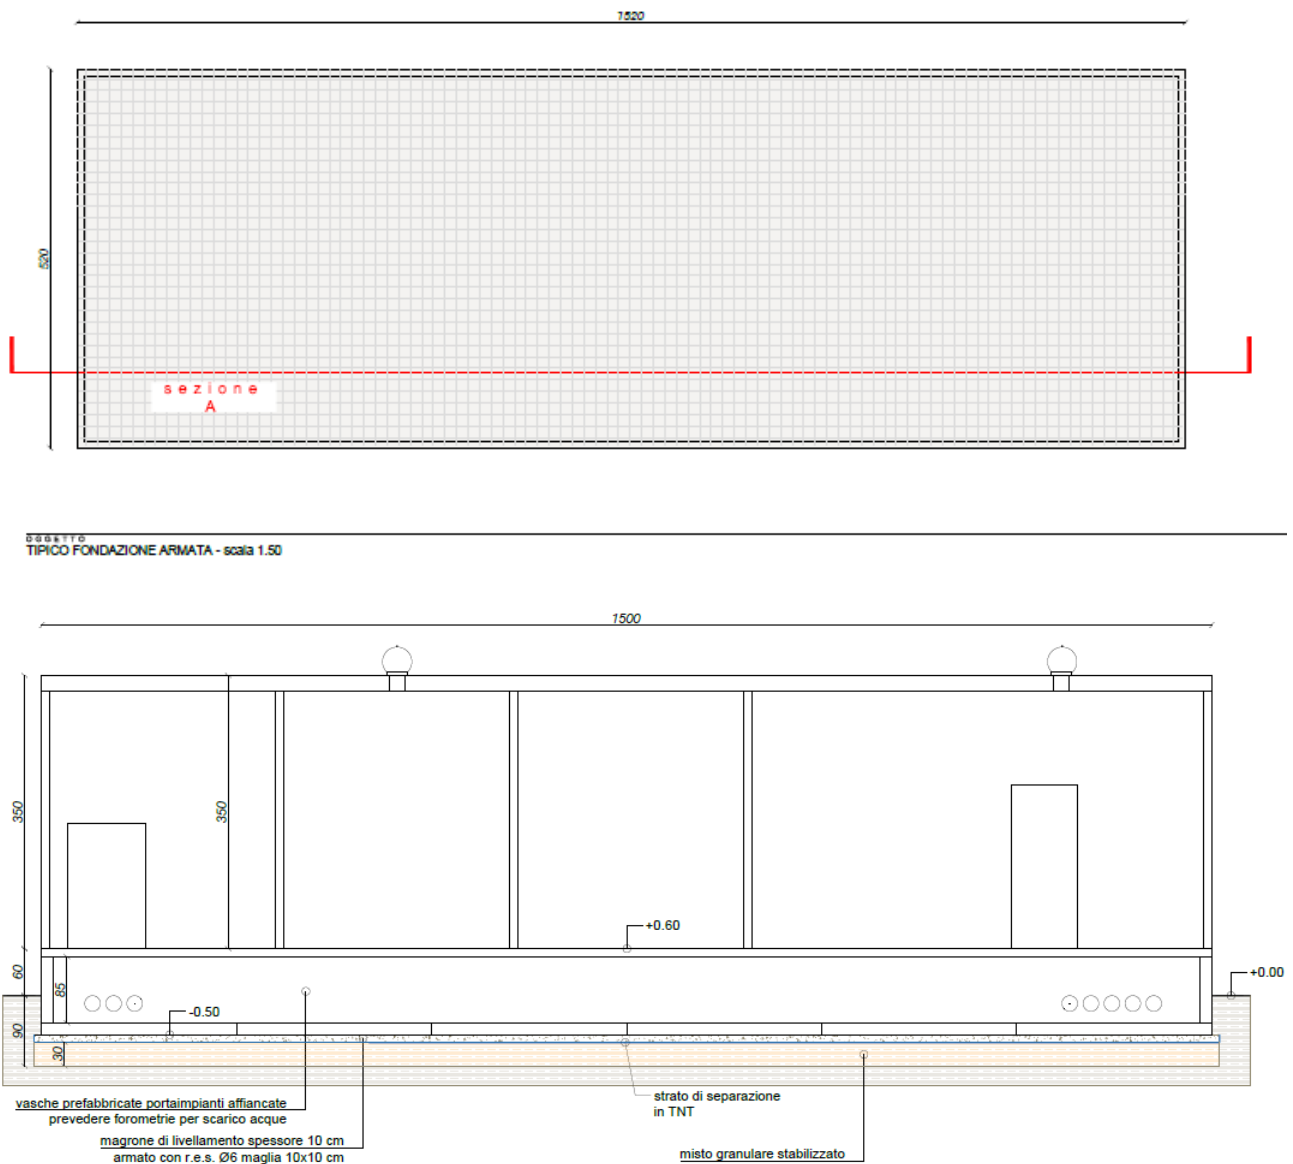 1520
520
sezione
A
OGGETTO
TIPICO FONDAZIONE ARMATA - scala 1.50
1500
350
350
+0.60
60
85
+0.00
-0.50
90
30
vasche prefabbricate portaimpianti affiancate
prevedere forometrie per scarico acque
strato di separazione
in TNT
magrone di livellamento spessore 10 cm
armato con r.e.s. Ø6 maglia 10x10 cm
misto granulare stabilizzato